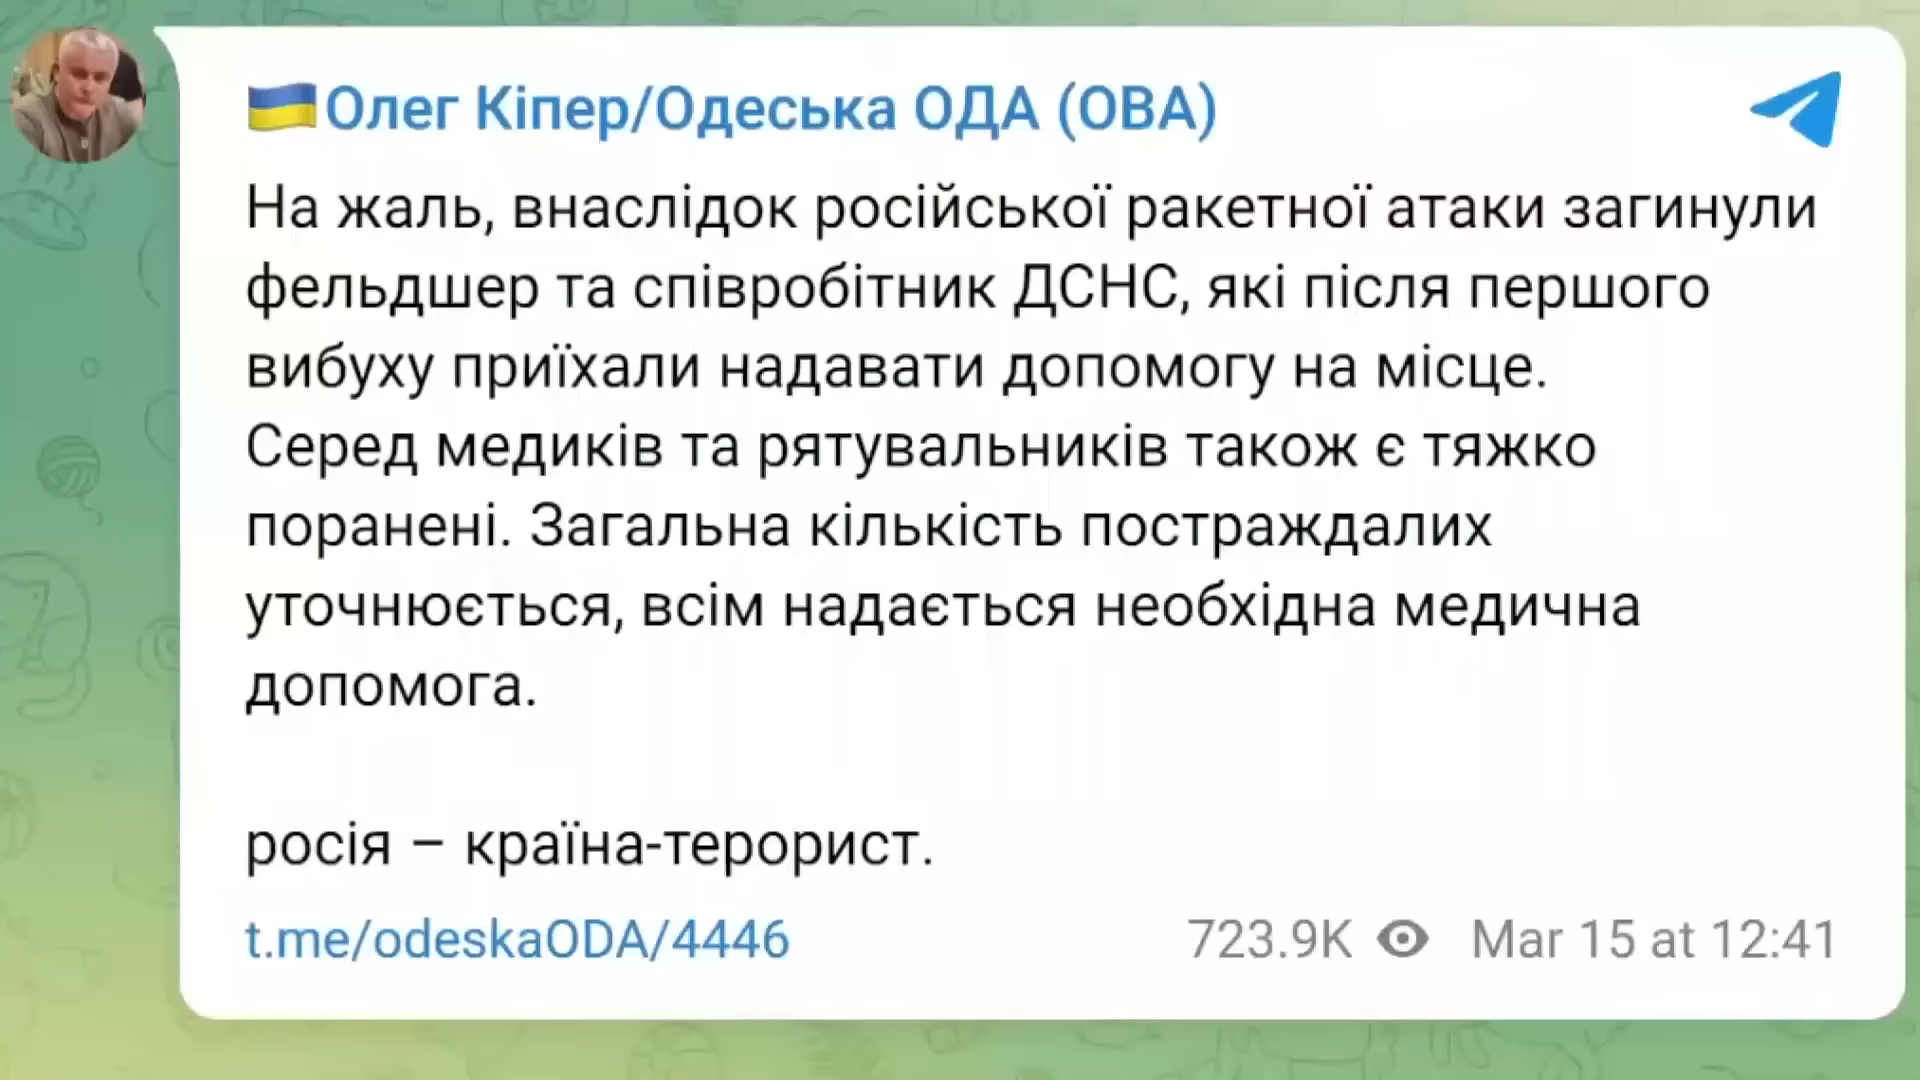 🇺🇦Олег Кіпер/Одеська ОДА (ОВА)
На жаль, внаслідок російської ракетної атаки загинули
фельдшер та співробітник ДСНС, які після першого
вибуху приїхали надавати допомогу на місце.
Серед медиків та рятувальників також є тяжко
поранені. Загальна кількість постраждалих
уточнюється, всім надається необхідна медична
допомога.
росія – країна-терорист.
t.me/odeskaODA/4446 723.9K Mar 15 at 12:41